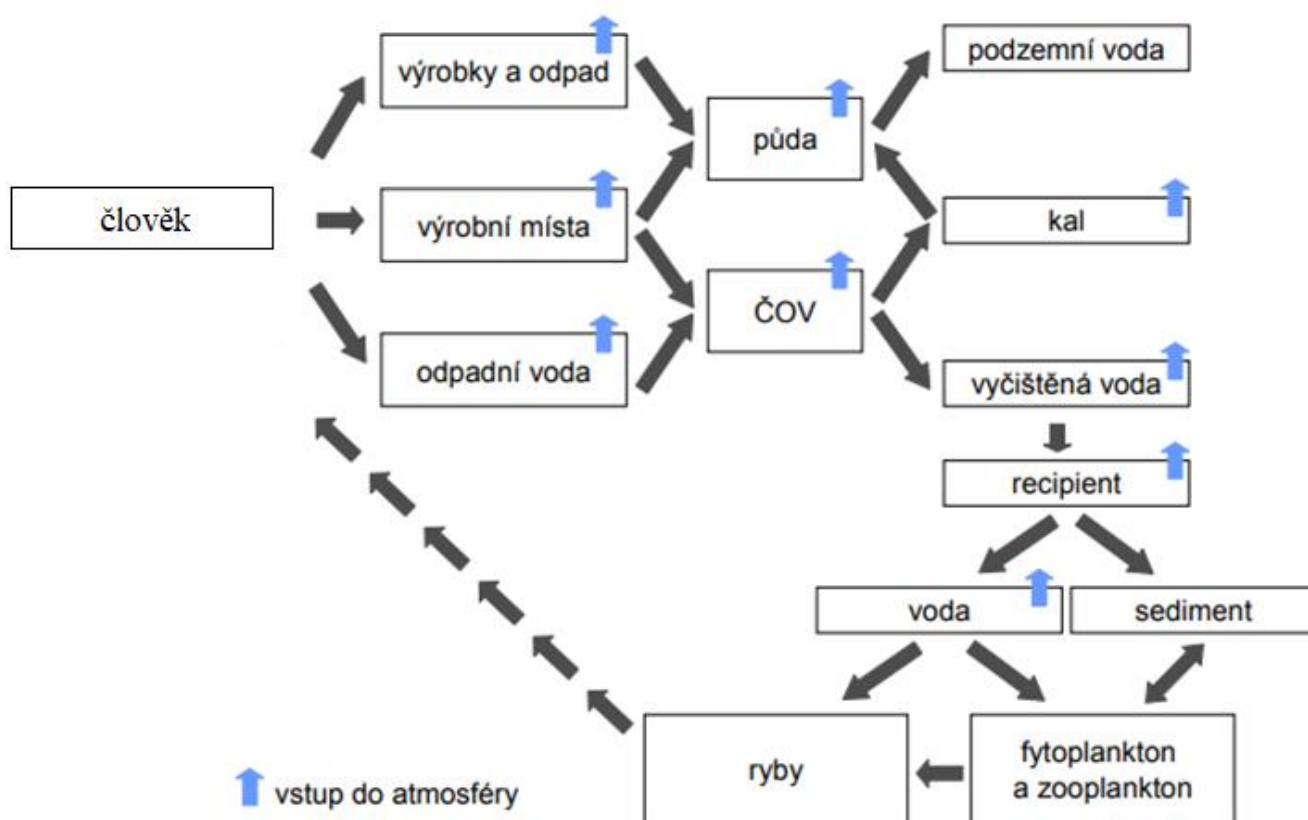 výrobky a odpad
podzemní voda
půda
člověk
výrobní místa
kal
ČOV
odpadní voda
vyčištěná voda
recipient
voda
sediment
ryby
fytoplankton
a zooplankton
vstup do atmosféry